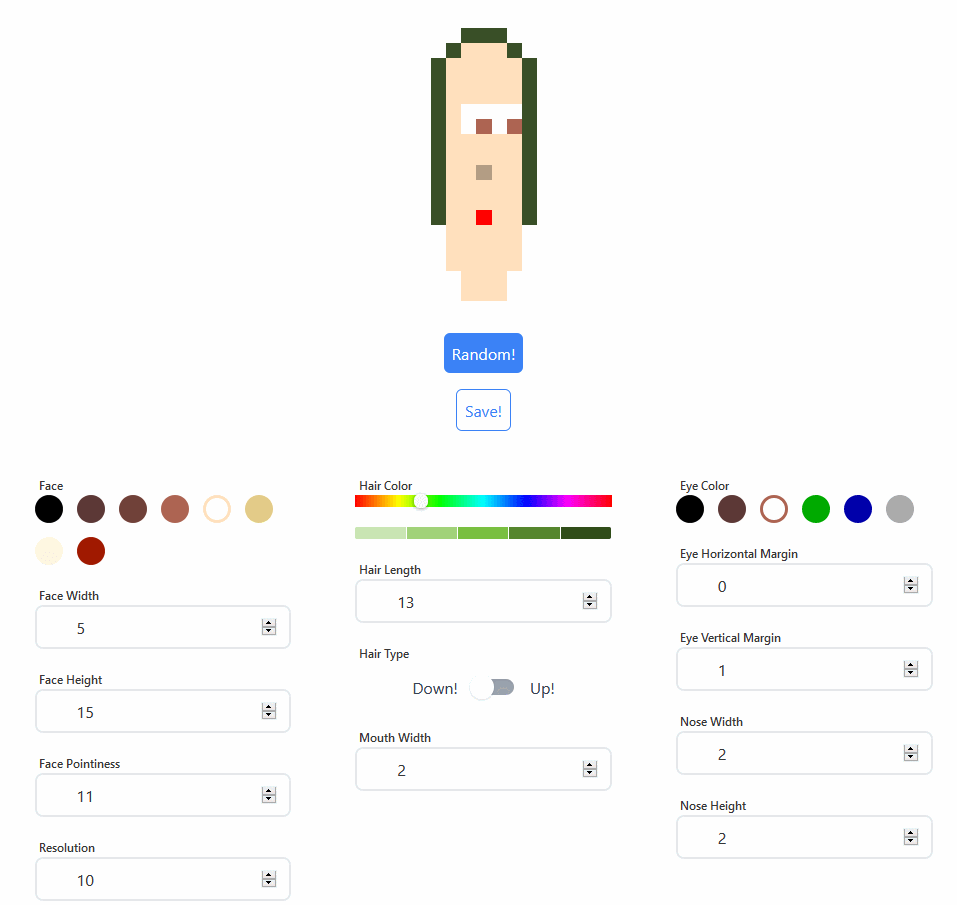 Random!
Save!
Face
Face Width
5
Face Height
15
Face Pointiness
11
Resolution
10
Hair Color
Hair Length
13
Hair Type
Down! Up!
Mouth Width
2
Eye Color
Eye Horizontal Margin
0
Eye Vertical Margin
1
Nose Width
2
Nose Height
2